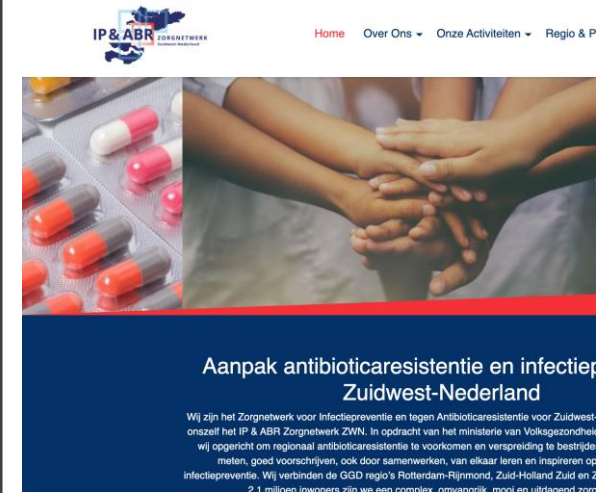 IP & ABR ZORGNETWERK
Zuidwest-Nederland
Home Over Ons Onze Activiteiten Regio & P
Aanpak antibioticaresistentie en infectiep
Zuidwest-Nederland
Wij zijn het Zorgnetwerk voor Infectiepreventie en tegen Antibioticaresistentie voor Zuidwest-
onszelf het IP & ABR Zorgnetwerk ZWN. In opdracht van het ministerie van Volksgezondheid
wij opgericht om regionaal antibioticaresistentie te voorkomen en verspreiding te bestrijde
meten, goed voorschrijven, ook door samenwerken, van elkaar leren en inspireren op
infectiepreventie. Wij verbinden de GGD regio's Rotterdam-Rijnmond, Zuid-Holland Zuid en Z
2,1 miljoen inwoners zijn we een complex, omvangrijk, mooi en uitdagend zorg